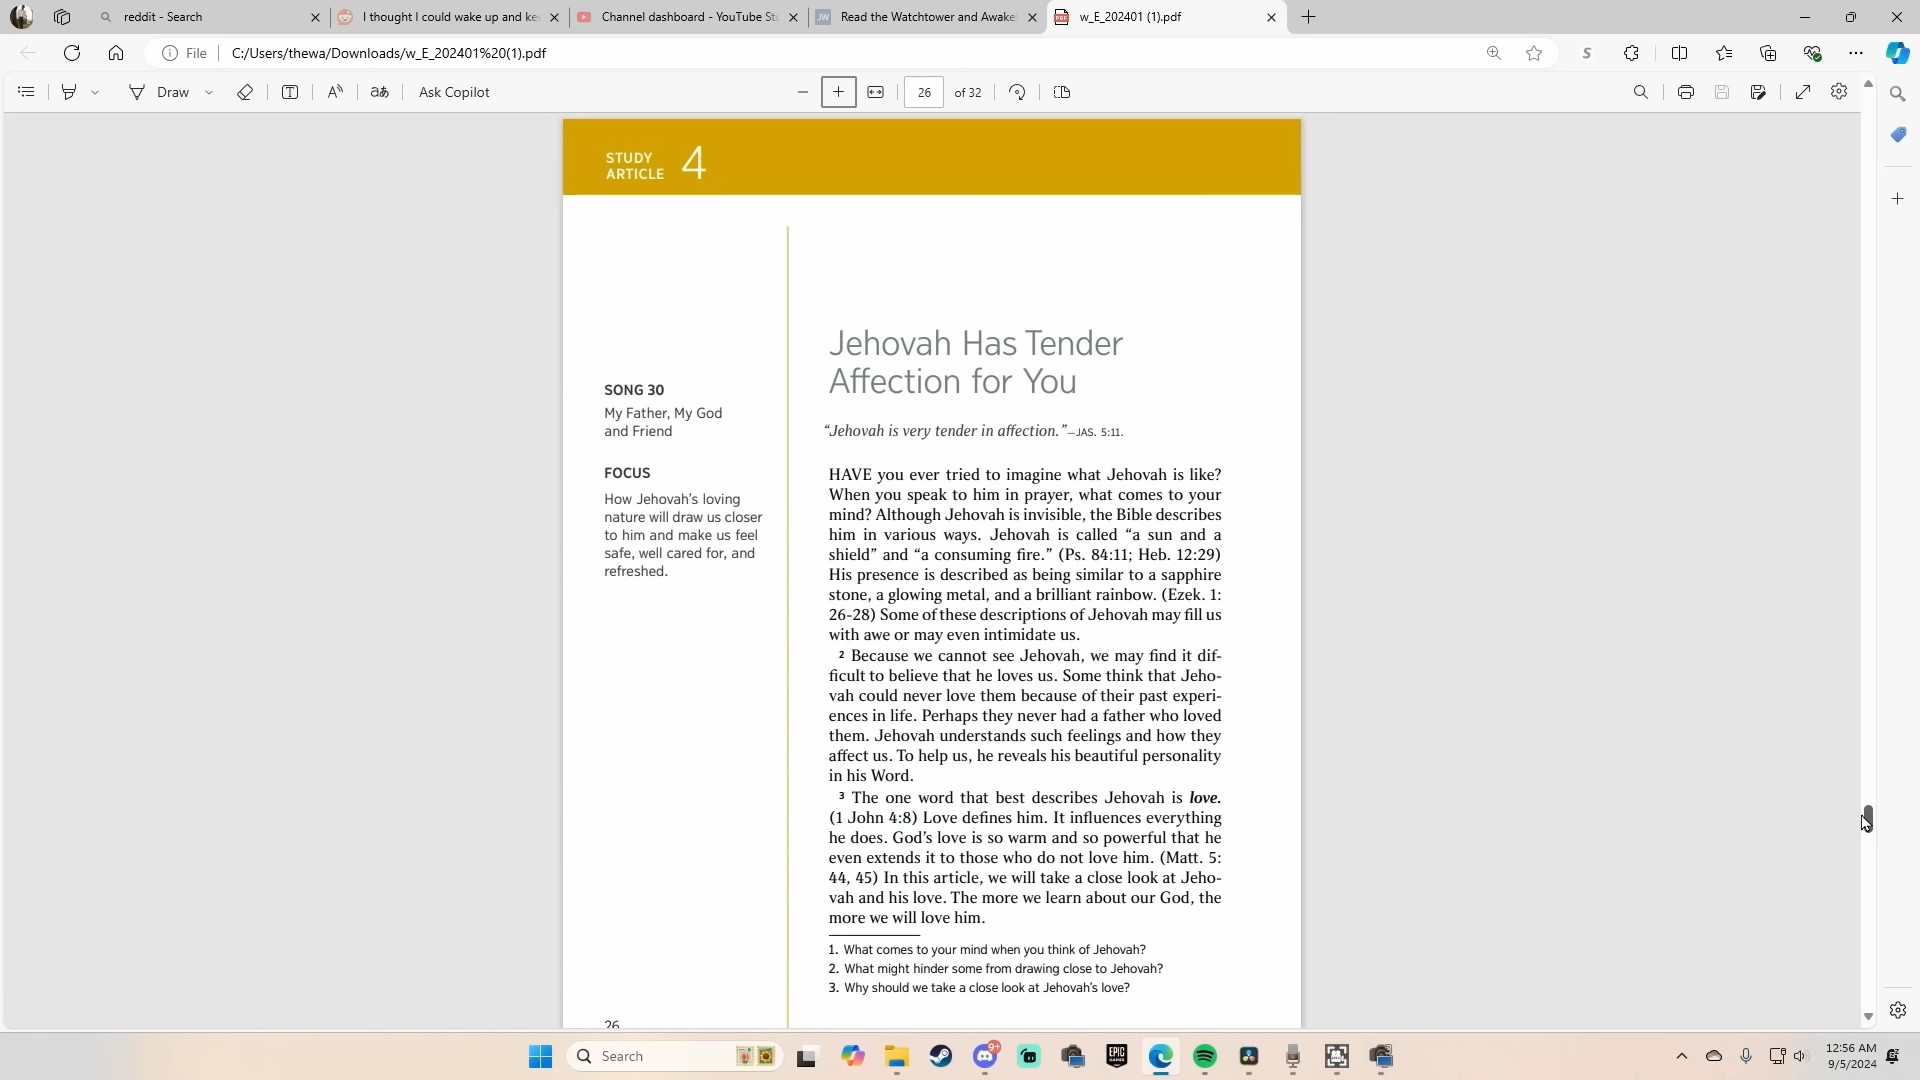 reddit - Search
I thought I could wake up and ke
Channel dashboard - YouTube St
Read the Watchtower and Awake
w_E_202401 (1).pdf
File
C:/Users/thewa/Downloads/w_E_202401%20(1).pdf
Draw
Ask Copilot
26
of 32
STUDY
ARTICLE 4
Jehovah Has Tender
Affection for You
SONG 30
My Father, My God
and Friend
"Jehovah is very tender in affection."—JAS. 5:11.
FOCUS
How Jehovah's loving
nature will draw us closer
to him and make us feel
safe, well cared for, and
refreshed.
HAVE you ever tried to imagine what Jehovah is like?
When you speak to him in prayer, what comes to your
mind? Although Jehovah is invisible, the Bible describes
him in various ways. Jehovah is called "a sun and a
shield" and "a consuming fire." (Ps. 84:11; Heb. 12:29)
His presence is described as being similar to a sapphire
stone, a glowing metal, and a brilliant rainbow. (Ezek. 1:
26-28) Some of these descriptions of Jehovah may fill us
with awe or may even intimidate us.
2 Because we cannot see Jehovah, we may find it dif-
ficult to believe that he loves us. Some think that Jeho-
vah could never love them because of their past experi-
ences in life. Perhaps they never had a father who loved
them. Jehovah understands such feelings and how they
affect us. To help us, he reveals his beautiful personality
in his Word.
3 The one word that best describes Jehovah is love.
(1 John 4:8) Love defines him. It influences everything
he does. God's love is so warm and so powerful that he
even extends it to those who do not love him. (Matt. 5:
44, 45) In this article, we will take a close look at Jeho-
vah and his love. The more we learn about our God, the
more we will love him.
1. What comes to your mind when you think of Jehovah?
2. What might hinder some from drawing close to Jehovah?
3. Why should we take a close look at Jehovah's love?
26
Search
9+
EPIC
GAMES
12:56 AM
9/5/2024